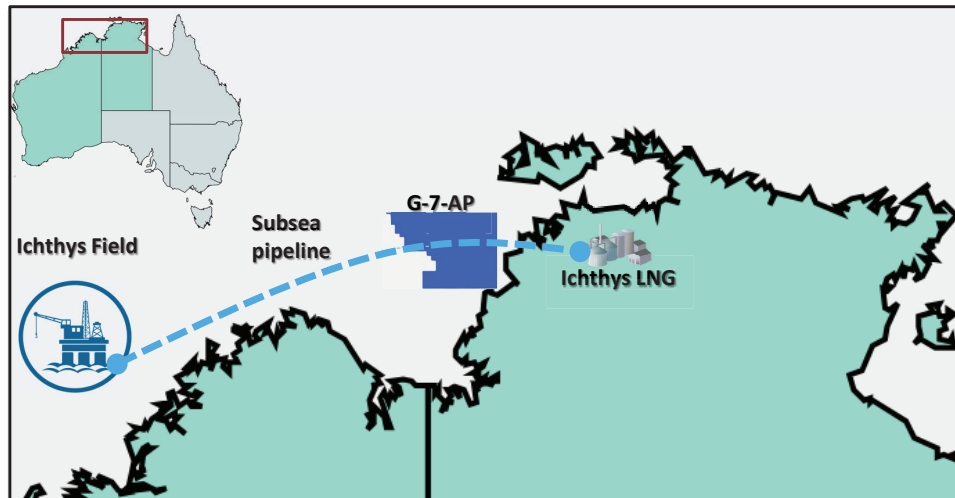 G-7-AP
Subsea
pipeline
Ichthys Field
Ichthys LNG